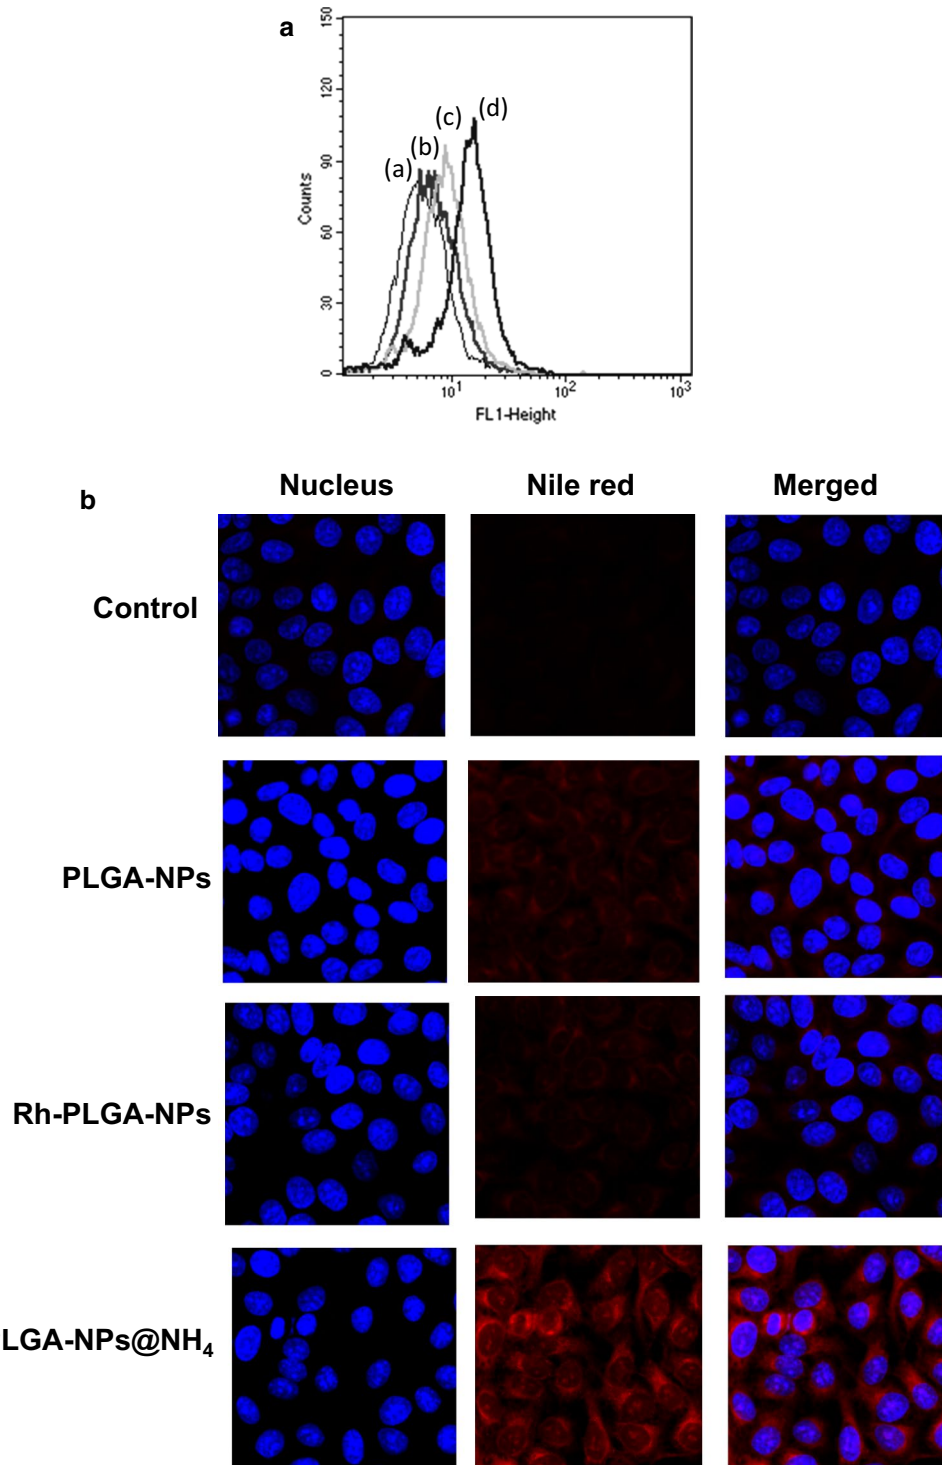 a
150
120
90
60
30
0
Counts
(a)
(b)
(c)
(d)
10¹
10²
10³
FL1-Height
b
Nucleus
Nile red
Merged
Control
PLGA-NPs
Rh-PLGA-NPs
LGA-NPs@NH₄